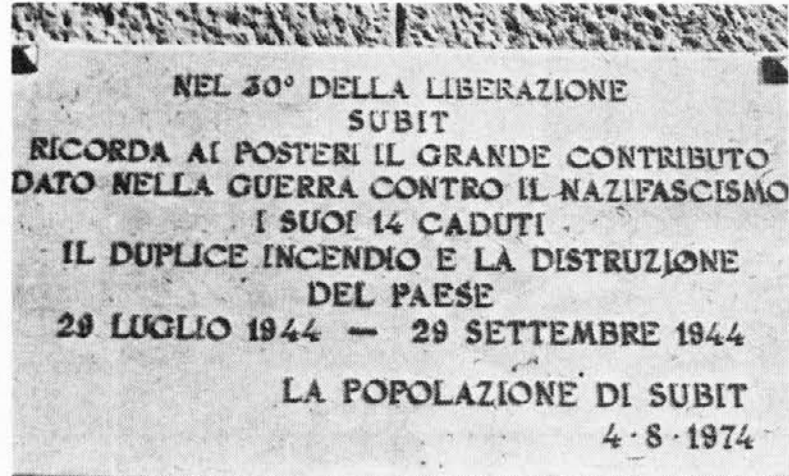 NEL 30° DELLA LIBERAZIONE
SUBIT
RICORDA AI POSTERI IL GRANDE CONTRIBUTO
DATO NELLA GUERRA CONTRO IL NAZIFASCISMO
I SUOI 14 CADUTI
IL DUPLICE INCENDIO E LA DISTRUZIONE
DEL PAESE
29 LUGLIO 1944 — 29 SETTEMBRE 1944
LA POPOLAZIONE DI SUBIT
4·8·1974